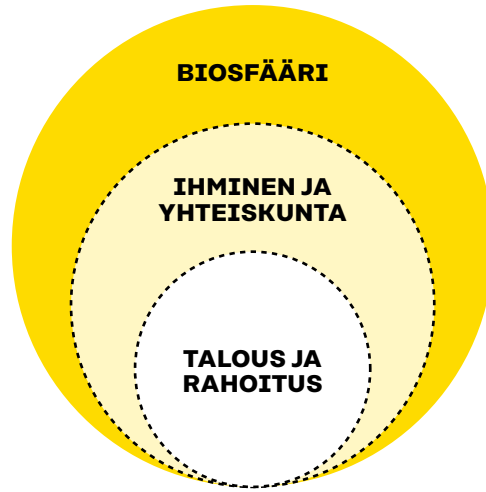 BIOSFÄÄRI
IHMINEN JA
YHTEISKUNTA
TALOUS JA
RAHOITUS